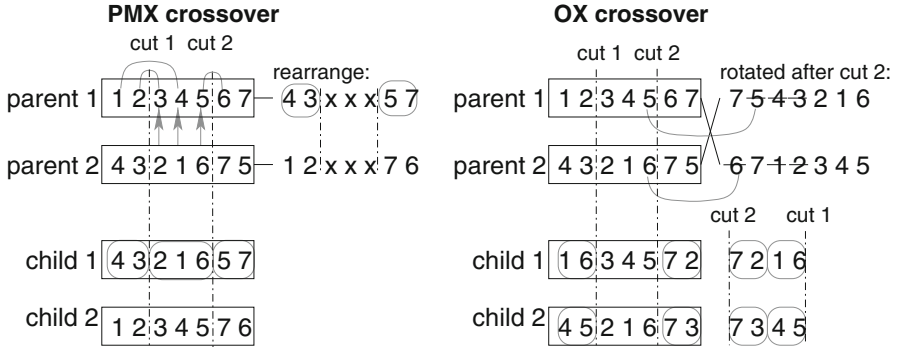 PMX crossover
cut 1 cut 2
rearrange:
parent 1 1 2 3 4 5 6 7 4 3 x x x 5 7
parent 2 4 3 2 1 6 7 5 1 2 x x x 7 6
child 1 4 3 2 1 6 5 7
child 2 1 2 3 4 5 7 6
OX crossover
cut 1 cut 2
rotated after cut 2:
parent 1 1 2 3 4 5 6 7 7 5 4 3 2 1 6
parent 2 4 3 2 1 6 7 5 6 7 1 2 3 4 5
cut 2 cut 1
child 1 1 6 3 4 5 7 2 7 2 1 6
child 2 4 5 2 1 6 7 3 7 3 4 5